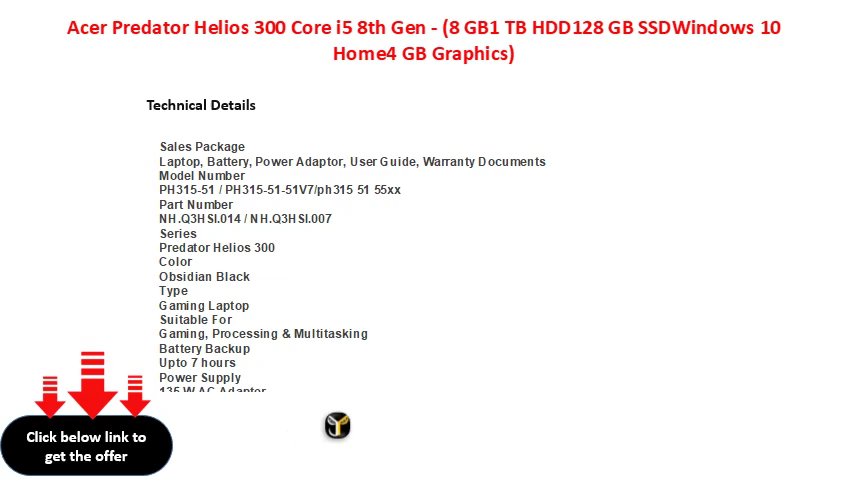 Acer Predator Helios 300 Core i5 8th Gen - (8 GB1 TB HDD128 GB SSDWindows 10
Home4 GB Graphics)
Technical Details
Sales Package
Laptop, Battery, Power Adaptor, User Guide, Warranty Documents
Model Number
PH315-51 / PH315-51-51V7/ph315 51 55xx
Part Number
NH.Q3HSI.014 / NH.Q3HSI.007
Series
Predator Helios 300
Color
Obsidian Black
Type
Gaming Laptop
Suitable For
Gaming, Processing & Multitasking
Battery Backup
Upto 7 hours
Power Supply
135 W AC Adapter
Click below link to
get the offer